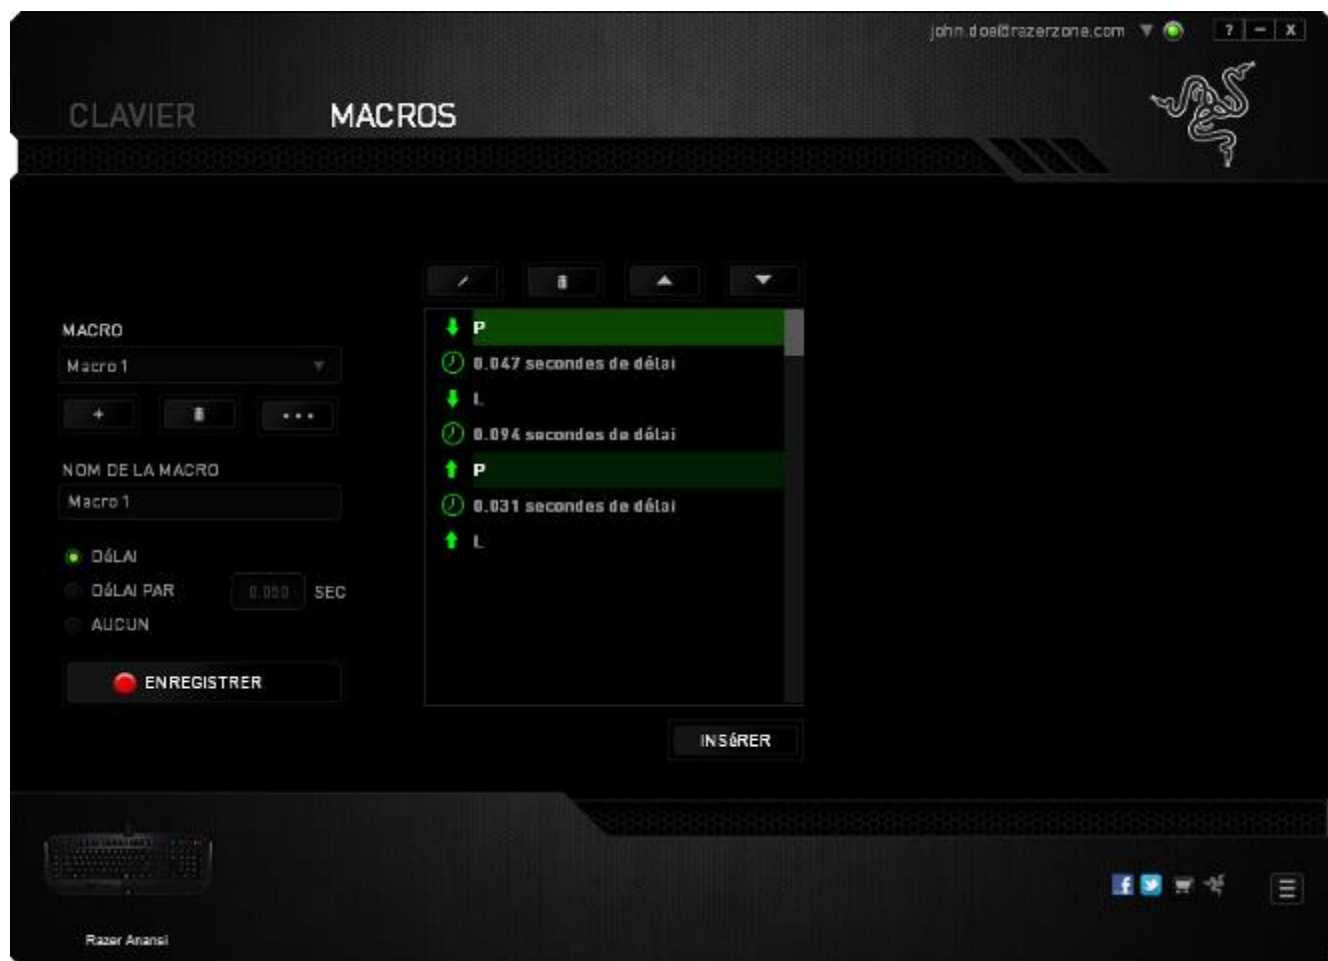 john.doe@razerzone.com
? – X
CLAVIER
MACROS
MACRO
Macro 1
+
...
NOM DE LA MACRO
Macro 1
DéLAI
DéLAI PAR 0.050 SEC
AUCUN
ENREGISTRER
P
0.047 secondes de délai
L
0.094 secondes de délai
P
0.031 secondes de délai
L
INSéRER
Razer Anansi